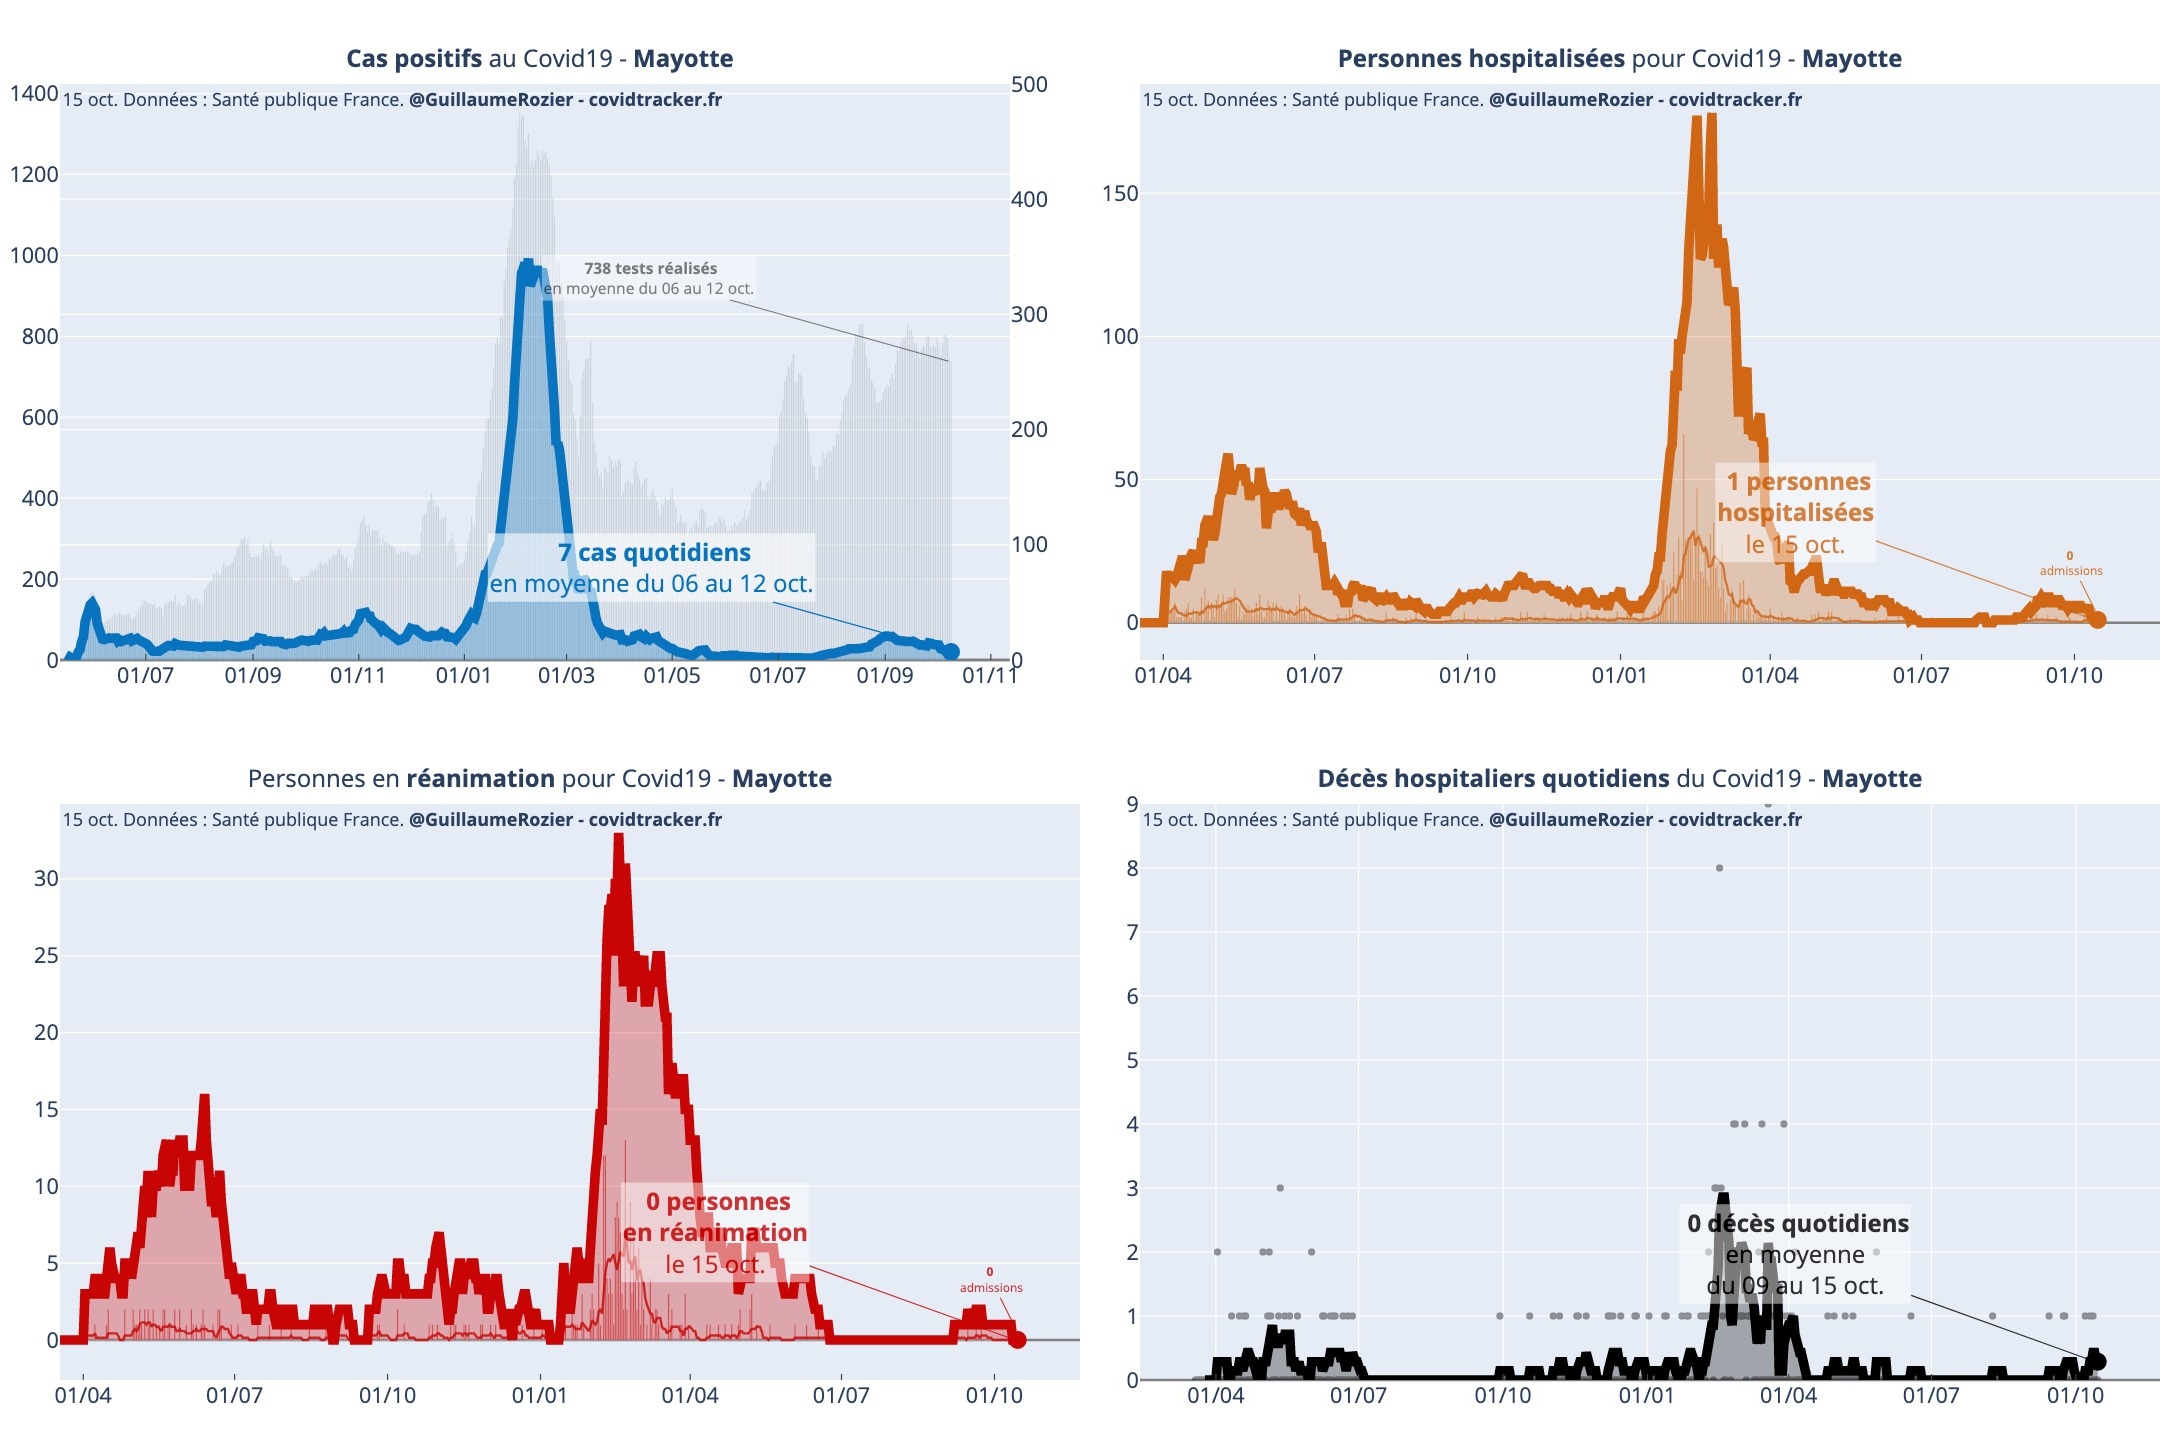 Cas positifs au Covid19 - Mayotte
15 oct. Données : Santé publique France. @GuillaumeRozier - covidtracker.fr
1400
1200
1000
800
600
400
200
0
500
400
300
200
100
0
738 tests réalisés
en moyenne du 06 au 12 oct.
7 cas quotidiens
en moyenne du 06 au 12 oct.
01/07 01/09 01/11 01/01 01/03 01/05 01/07 01/09 01/11
Personnes hospitalisées pour Covid19 - Mayotte
15 oct. Données : Santé publique France. @GuillaumeRozier - covidtracker.fr
150
100
50
0
1 personnes
hospitalisées
le 15 oct.
0
admissions
01/04 01/07 01/10 01/01 01/04 01/07 01/10
Personnes en réanimation pour Covid19 - Mayotte
15 oct. Données : Santé publique France. @GuillaumeRozier - covidtracker.fr
30
25
20
15
10
5
0
0 personnes
en réanimation
le 15 oct.
0
admissions
01/04 01/07 01/10 01/01 01/04 01/07 01/10
Décès hospitaliers quotidiens du Covid19 - Mayotte
15 oct. Données : Santé publique France. @GuillaumeRozier - covidtracker.fr
9
8
7
6
5
4
3
2
1
0
0 décès quotidiens
en moyenne
du 09 au 15 oct.
01/04 01/07 01/10 01/01 01/04 01/07 01/10